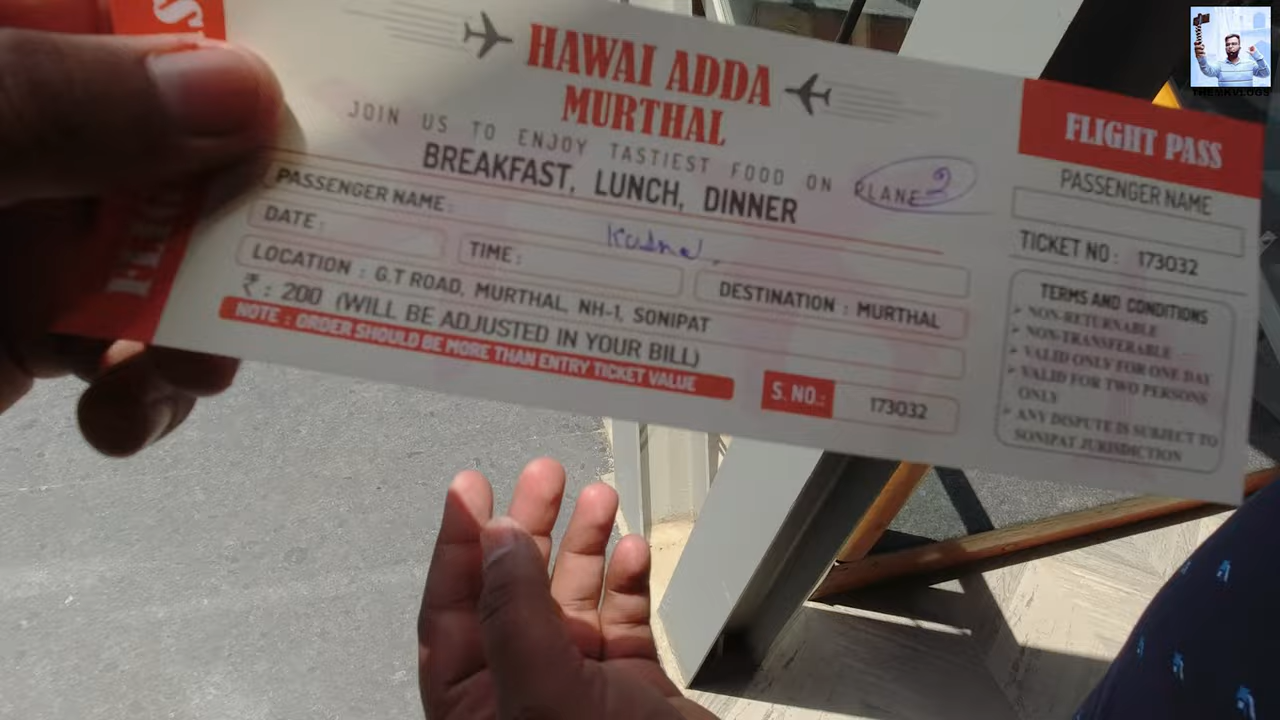 HAWAI ADDA
MURTHAL
JOIN US TO ENJOY TASTIEST FOOD ON PLANE 2
BREAKFAST, LUNCH, DINNER
PASSENGER NAME:
DATE:
TIME:
DESTINATION : MURTHAL
LOCATION : G.T ROAD, MURTHAL, NH-1, SONIPAT
₹ : 200 (WILL BE ADJUSTED IN YOUR BILL)
NOTE : ORDER SHOULD BE MORE THAN ENTRY TICKET VALUE
S. NO.: 173032
FLIGHT PASS
PASSENGER NAME
TICKET NO : 173032
TERMS AND CONDITIONS
NON-RETURNABLE
NON-TRANSFERABLE
VALID ONLY FOR ONE DAY
VALID FOR TWO PERSONS
ONLY
ANY DISPUTE IS SUBJECT TO
SONIPAT JURISDICTION